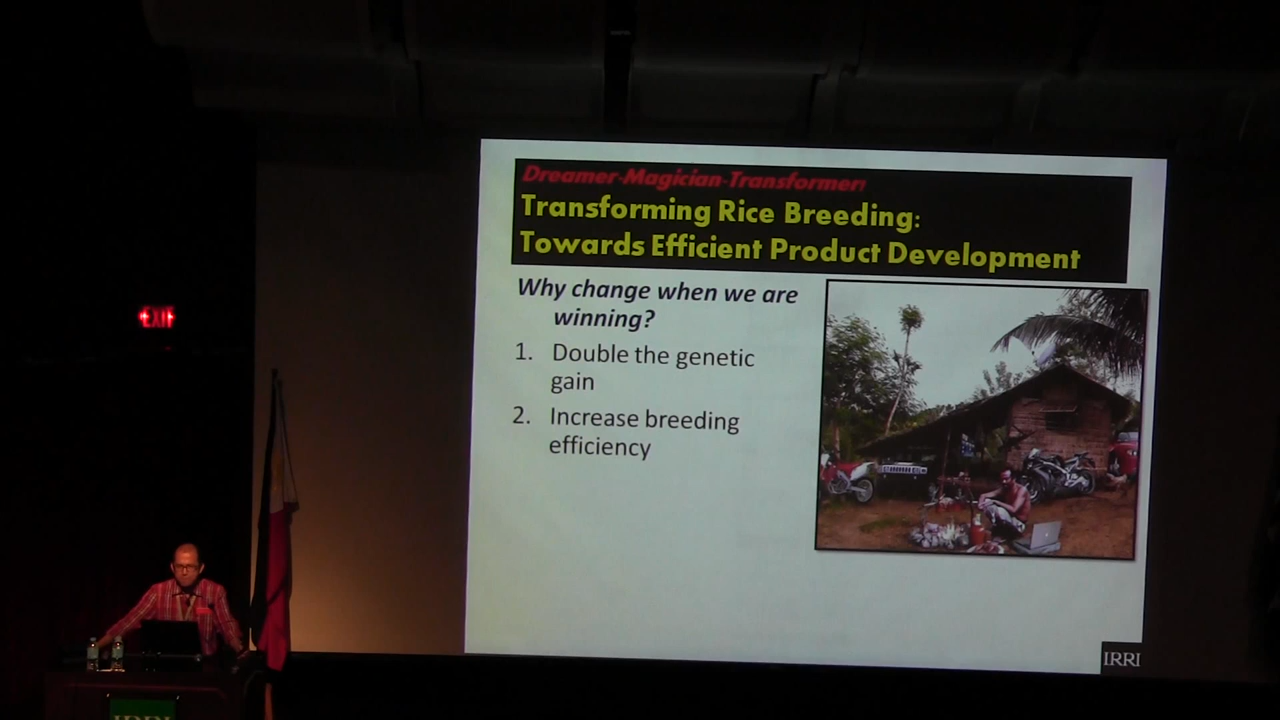 Dreamer-Magician-Transformer:
Transforming Rice Breeding:
Towards Efficient Product Development
Why change when we are
winning?
1. Double the genetic
gain
2. Increase breeding
efficiency
EXIT
IRRI
IRRI